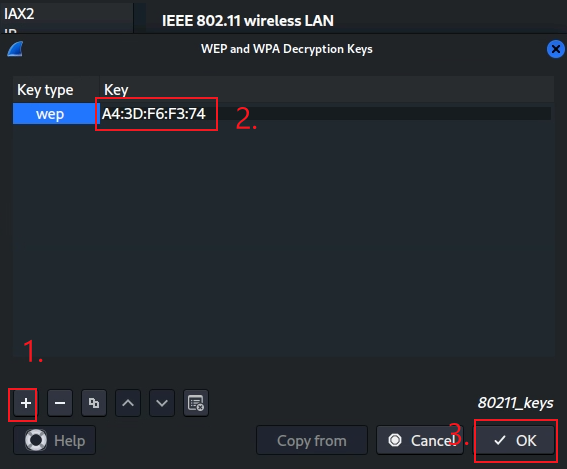 IAX2
IEEE 802.11 wireless LAN
WEP and WPA Decryption Keys
Key type Key
wep A4:3D:F6:F3:74 2.
1.
80211_keys
Help Copy from Cancel 3. OK